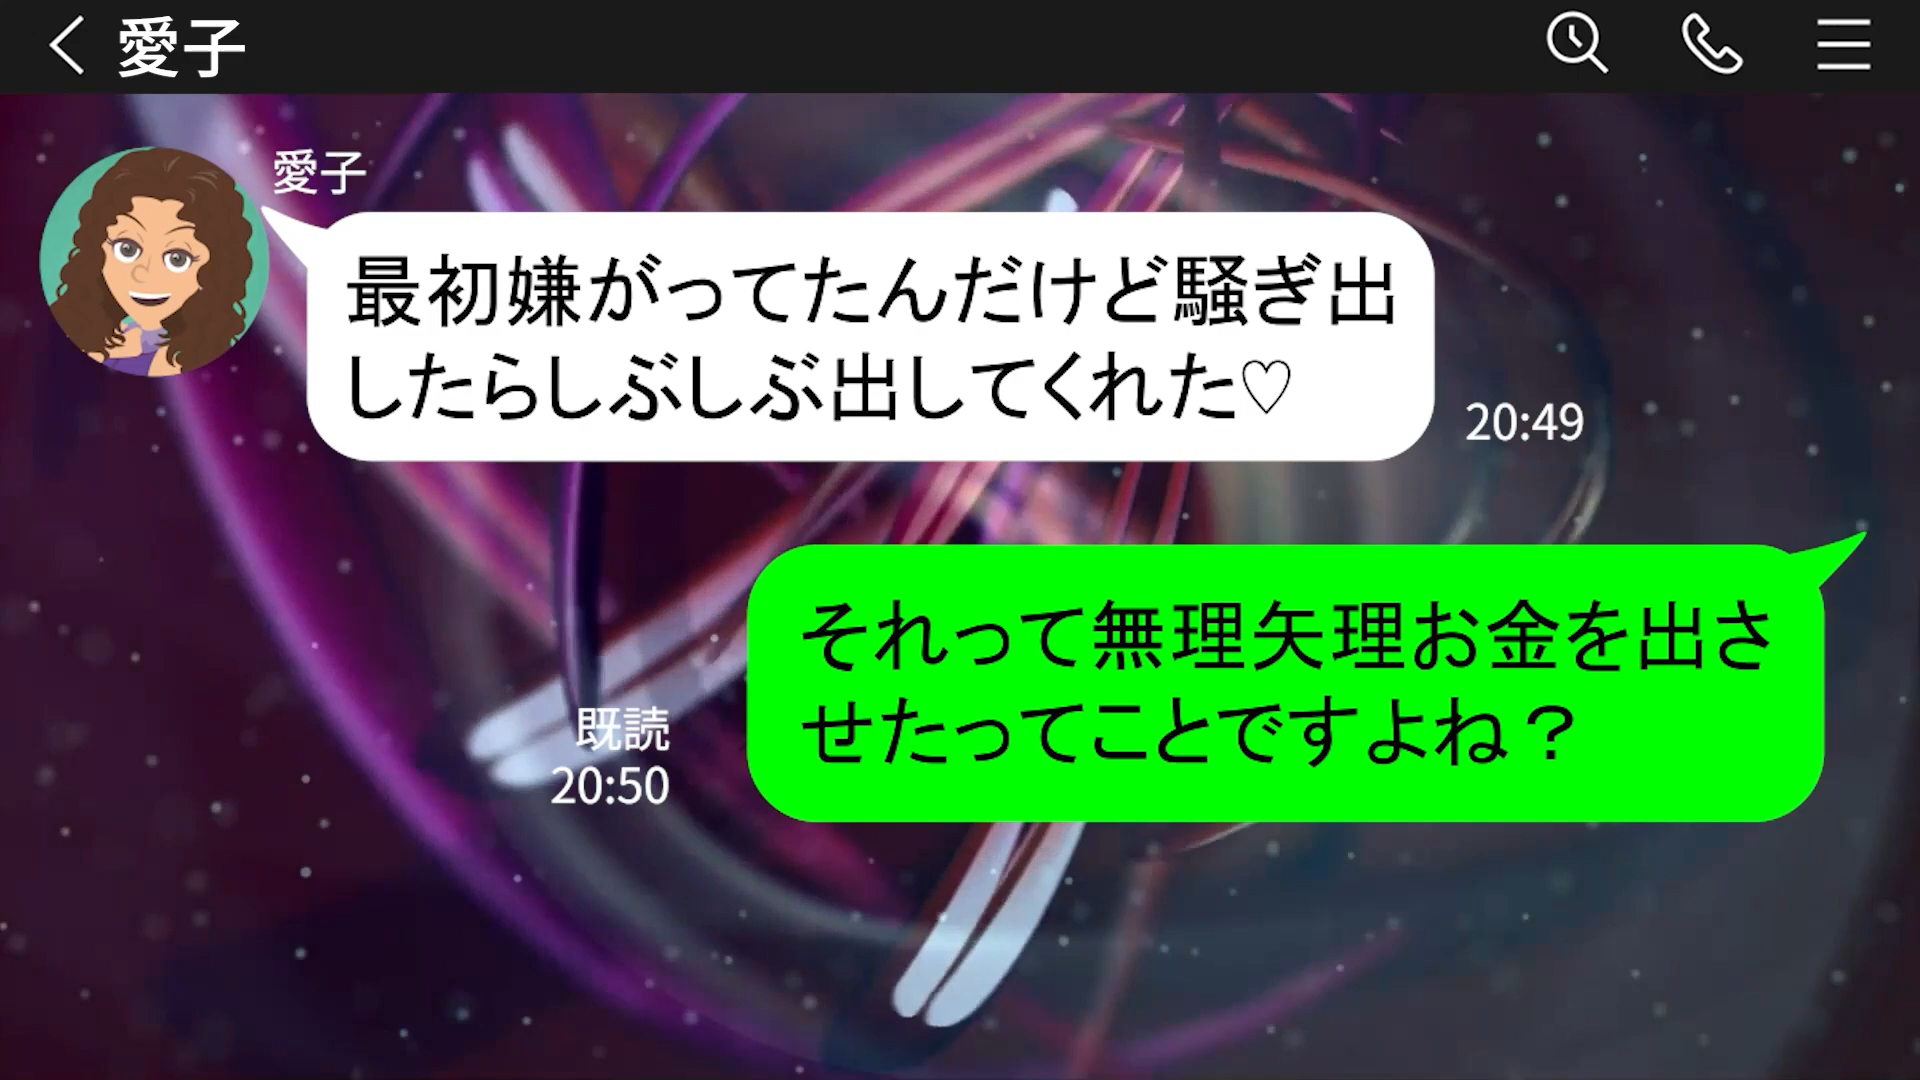 愛子
愛子
最初嫌がってたんだけど騒ぎ出
したらしぶしぶ出してくれた♡
20:49
それって無理矢理お金を出さ
せたってことですよね？
既読
20:50